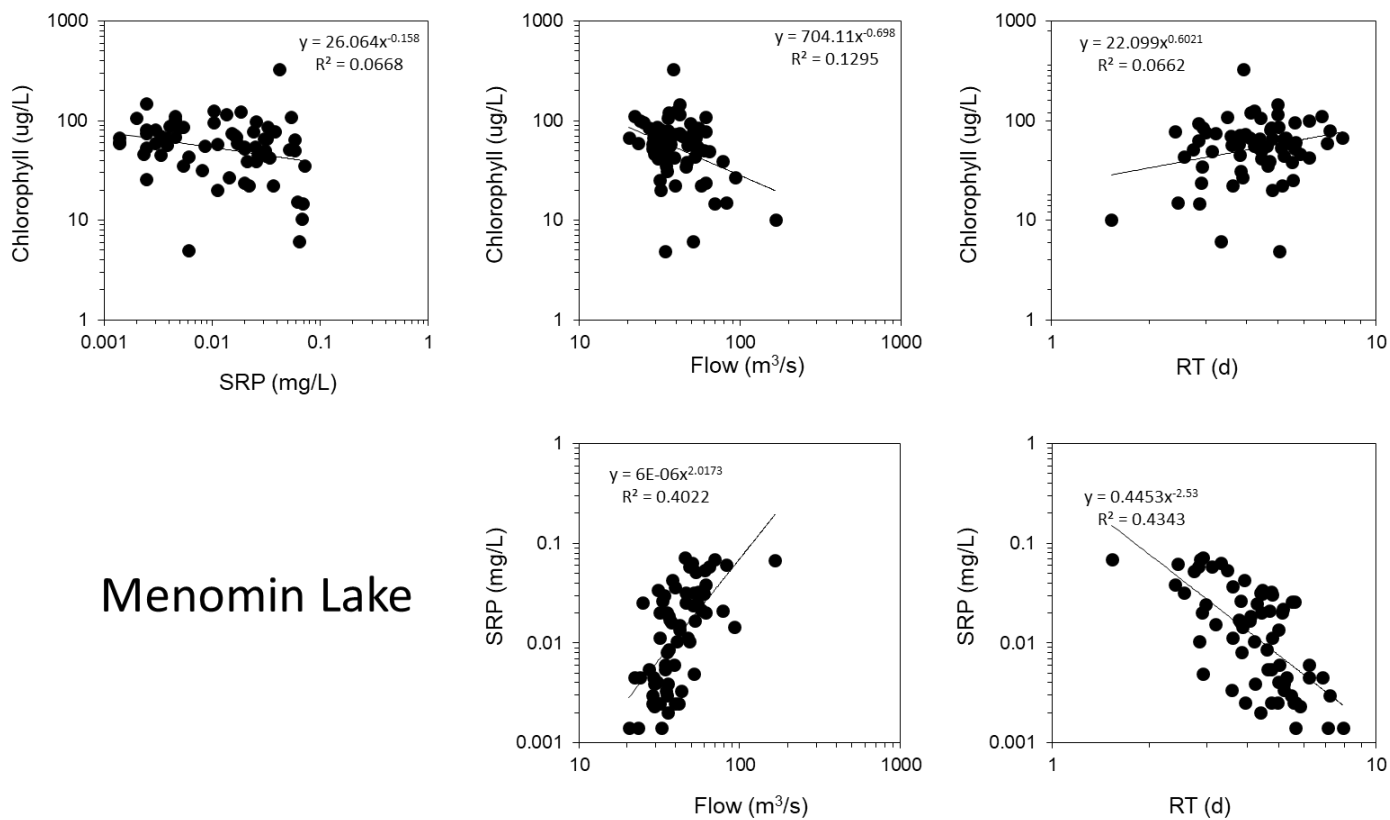 1000
100
10
1
Chlorophyll (ug/L)
y = 26.064x^-0.158
R² = 0.0668
0.001
0.01
0.1
1
SRP (mg/L)
1000
100
10
1
Chlorophyll (ug/L)
y = 704.11x^-0.698
R² = 0.1295
10
100
1000
Flow (m³/s)
1000
100
10
1
Chlorophyll (ug/L)
y = 22.099x^0.6021
R² = 0.0662
1
10
RT (d)
Menomin Lake
1
0.1
0.01
0.001
SRP (mg/L)
y = 6E-06x^2.0173
R² = 0.4022
10
100
1000
Flow (m³/s)
1
0.1
0.01
0.001
SRP (mg/L)
y = 0.4453x^-2.53
R² = 0.4343
1
10
RT (d)